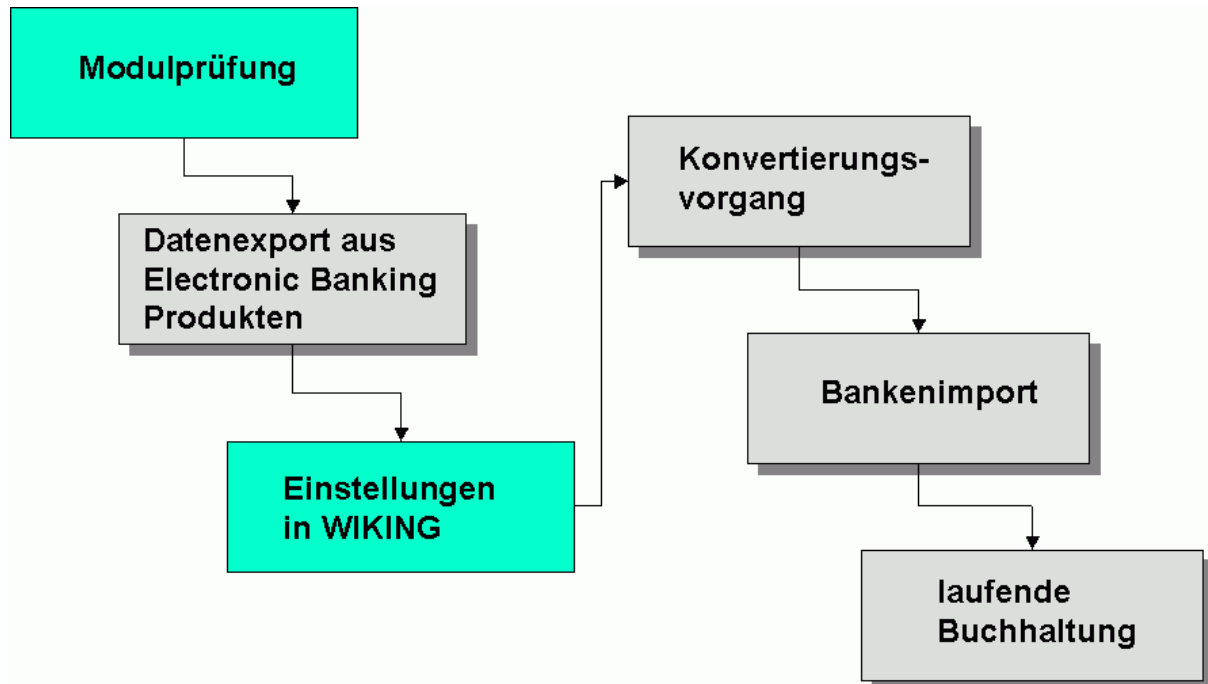 Modulprüfung
Datenexport aus
Electronic Banking
Produkten
Einstellungen
in WIKING
Konvertierungs-
vorgang
Bankenimport
laufende
Buchhaltung